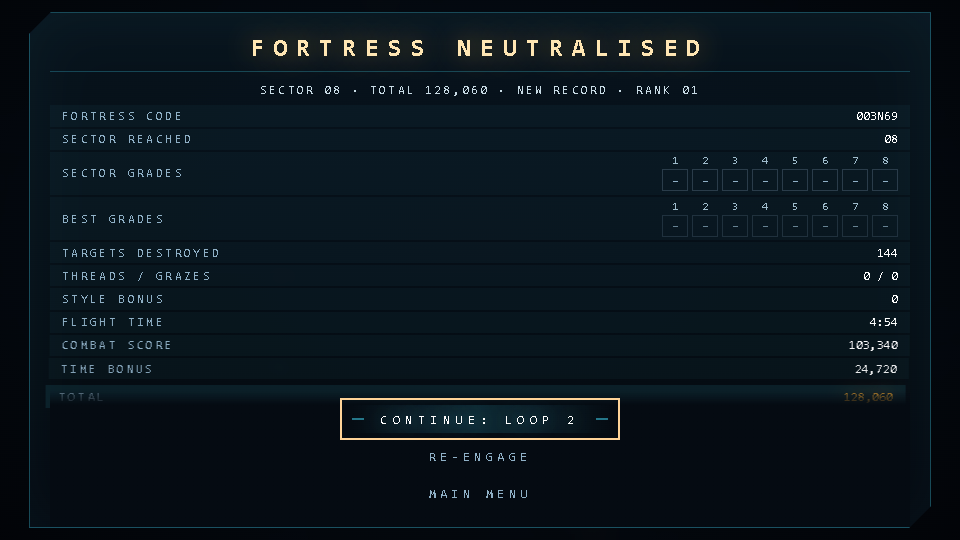 FORTRESS NEUTRALISED
SECTOR 08 · TOTAL 128,060 · NEW RECORD · RANK 01
FORTRESS CODE 003N69
SECTOR REACHED 08
1 2 3 4 5 6 7 8
SECTOR GRADES – – – – – – – –
1 2 3 4 5 6 7 8
BEST GRADES – – – – – – – –
TARGETS DESTROYED 144
THREADS / GRAZES 0 / 0
STYLE BONUS 0
FLIGHT TIME 4:54
COMBAT SCORE 103,340
TIME BONUS 24,720
TOTAL 128,060
CONTINUE: LOOP 2
RE-ENGAGE
MAIN MENU